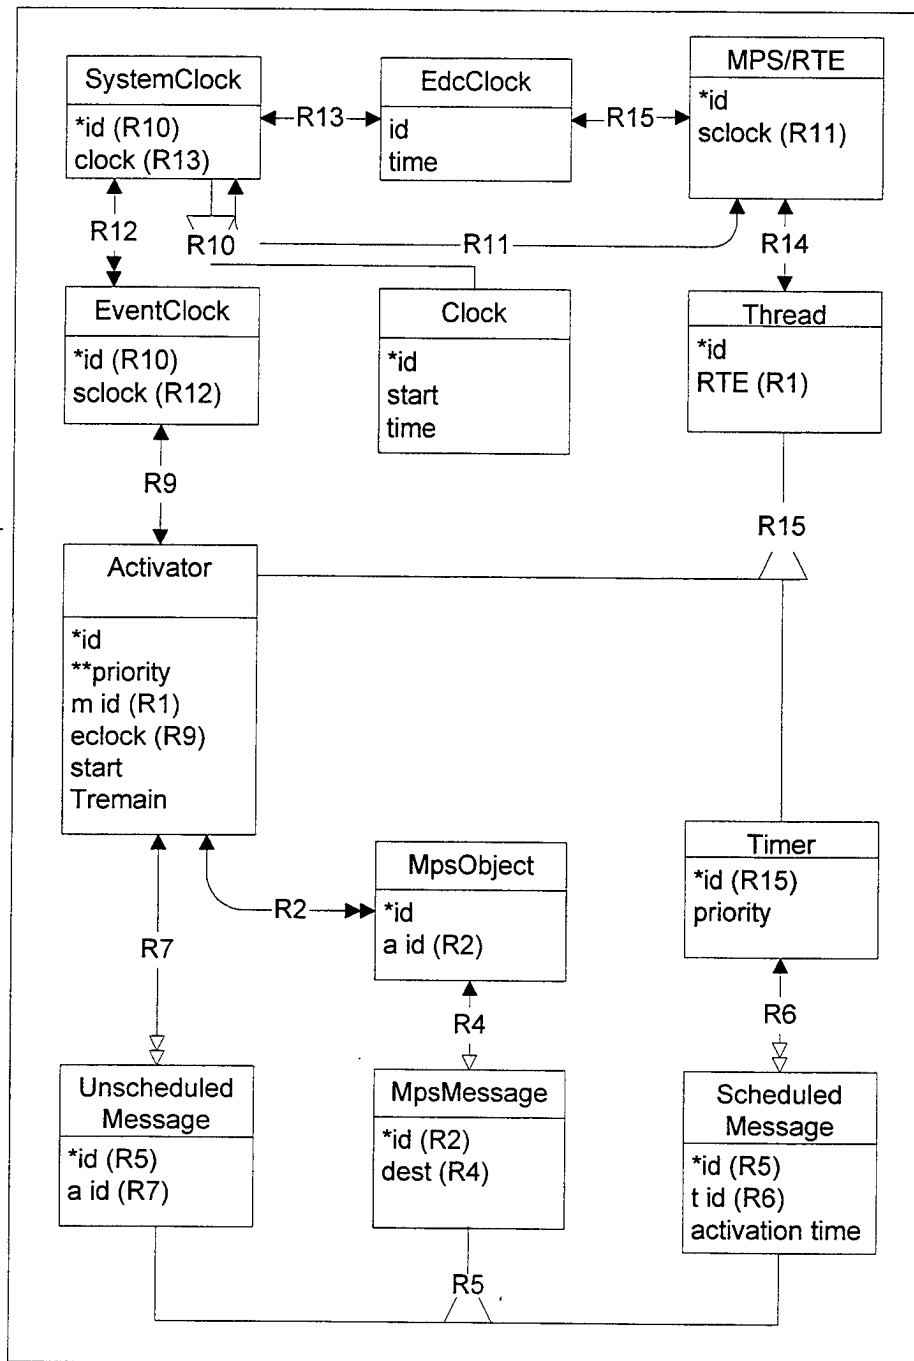 SystemClock
*id (R10)
clock (R13)
R13
EdcClock
id
time
R15
MPS/RTE
*id
sclock (R11)
R12
R10
R11
R14
EventClock
*id (R10)
sclock (R12)
Clock
*id
start
time
Thread
*id
RTE (R1)
R9
R15
Activator
*id
**priority
m id (R1)
eclock (R9)
start
Tremain
R2
MpsObject
*id
a id (R2)
Timer
*id (R15)
priority
R7
R4
R6
Unscheduled
Message
*id (R5)
a id (R7)
MpsMessage
*id (R2)
dest (R4)
Scheduled
Message
*id (R5)
t id (R6)
activation time
R5